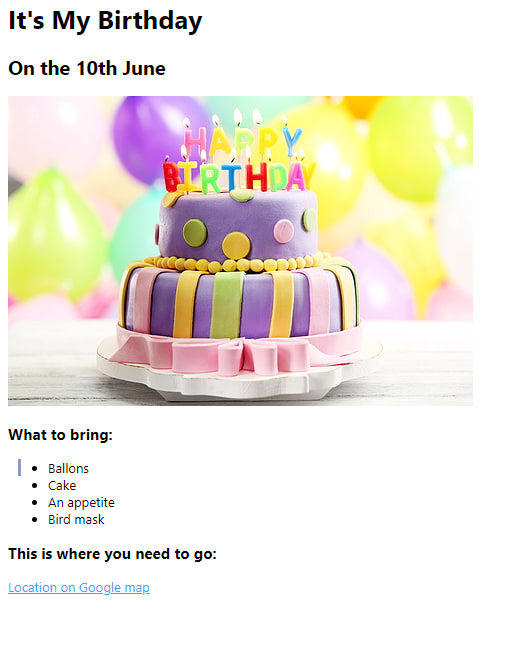 It's My Birthday
On the 10th June
HAPPY
BIRTHDAY
What to bring:
Ballons
Cake
An appetite
Bird mask
This is where you need to go:
Location on Google map